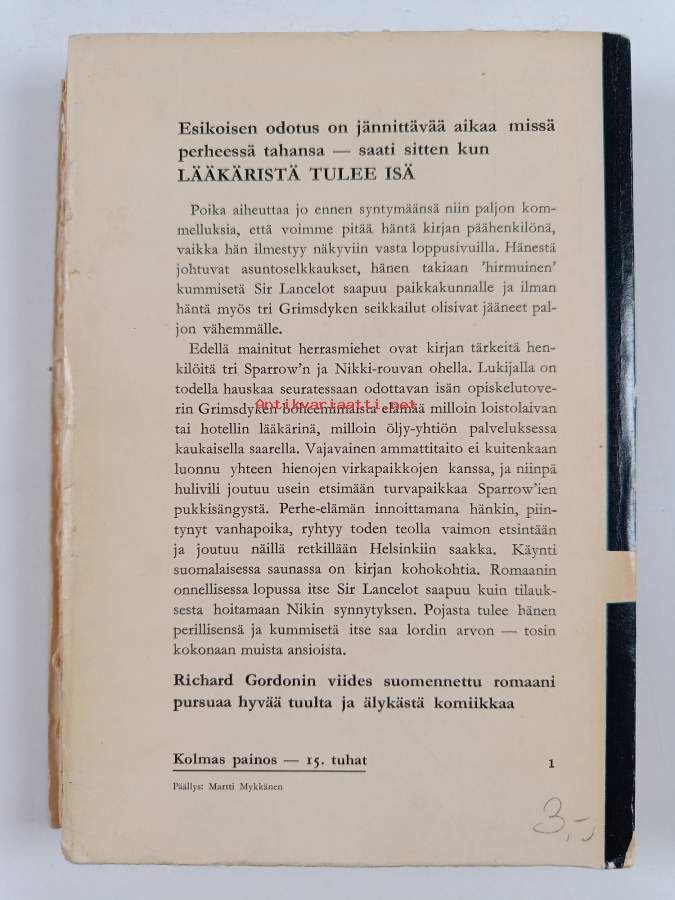 Esikoisen odotus on jännittävää aikaa missä
perheessä tahansa — saati sitten kun
LÄÄKÄRISTÄ TULEE ISÄ
Poika aiheuttaa jo ennen syntymäänsä niin paljon kom-
melluksia, että voimme pitää häntä kirjan päähenkilönä,
vaikka hän ilmestyy näkyviin vasta loppusivuilla. Hänestä
johtuvat asuntoselkkaukset, hänen takiaan 'hirmuinen'
kummisetä Sir Lancelot saapuu paikkakunnalle ja ilman
häntä myös tri Grimsdyken seikkailut olisivat jääneet pal-
jon vähemmälle.
Edellä mainitut herrasmiehet ovat kirjan tärkeitä hen-
kilöitä tri Sparrow'n ja Nikki-rouvan ohella. Lukijalla on
todella hauskaa seuratessaan odottavan isän opiskelutove-
rin Grimsdyken boheemimaista elämää milloin loistolaivan
Antikvariaatti.net
tai hotellin lääkärinä, milloin öljy-yhtiön palveluksessa
kaukaisella saarella. Vajavainen ammattitaito ei kuitenkaan
luonnu yhteen hienojen virkapaikkojen kanssa, ja niinpä
hulivili joutuu usein etsimään turvapaikkaa Sparrow'ien
pukkisängystä. Perhe-elämän innoittamana hänkin, piin-
tynyt vanhapoika, ryhtyy toden teolla vaimon etsintään
ja joutuu näillä retkillään Helsinkiin saakka. Käynti
suomalaisessa saunassa on kirjan kohokohtia. Romaanin
onnellisessa lopussa itse Sir Lancelot saapuu kuin tilauk-
sesta hoitamaan Nikin synnytyksen. Pojasta tulee hänen
perillisensä ja kummisetä itse saa lordin arvon — tosin
kokonaan muista ansioista.
Richard Gordonin viides suomennettu romaani
pursuaa hyvää tuulta ja älykästä komiikkaa
Kolmas painos — 15. tuhat 1
Päällys: Martti Mykkänen
3,-